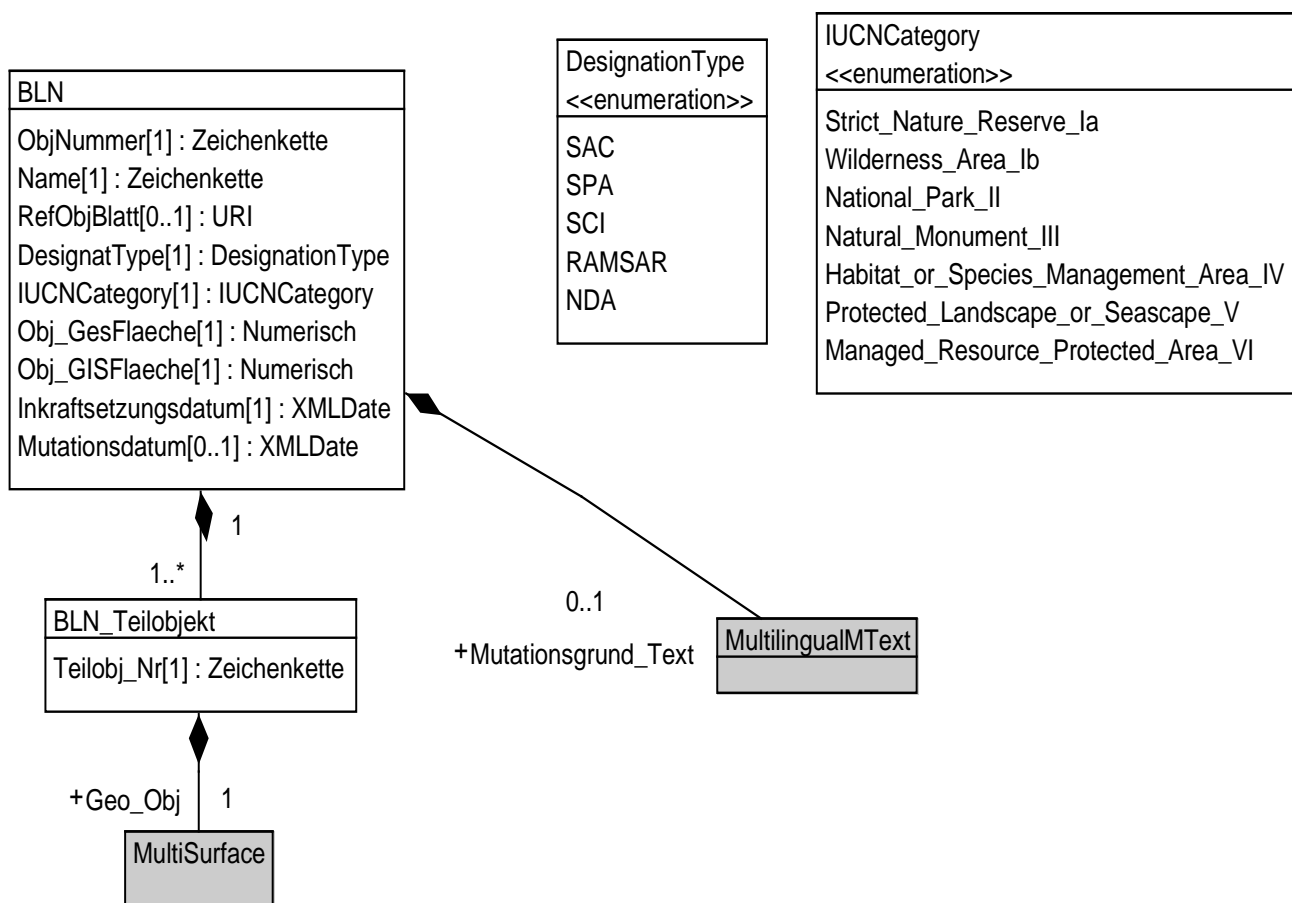 BLN
ObjNummer[1] : Zeichenkette
Name[1] : Zeichenkette
RefObjBlatt[0..1] : URI
DesignatType[1] : DesignationType
IUCNCategory[1] : IUCNCategory
Obj_GesFlaeche[1] : Numerisch
Obj_GISFlaeche[1] : Numerisch
Inkraftsetzungsdatum[1] : XMLDate
Mutationsdatum[0..1] : XMLDate
DesignationType
<<enumeration>>
SAC
SPA
SCI
RAMSAR
NDA
IUCNCategory
<<enumeration>>
Strict_Nature_Reserve_Ia
Wilderness_Area_Ib
National_Park_II
Natural_Monument_III
Habitat_or_Species_Management_Area_IV
Protected_Landscape_or_Seascape_V
Managed_Resource_Protected_Area_VI
1
1..*
BLN_Teilobjekt
Teilobj_Nr[1] : Zeichenkette
0..1
+Mutationsgrund_Text
MultilingualMText
+Geo_Obj
1
MultiSurface